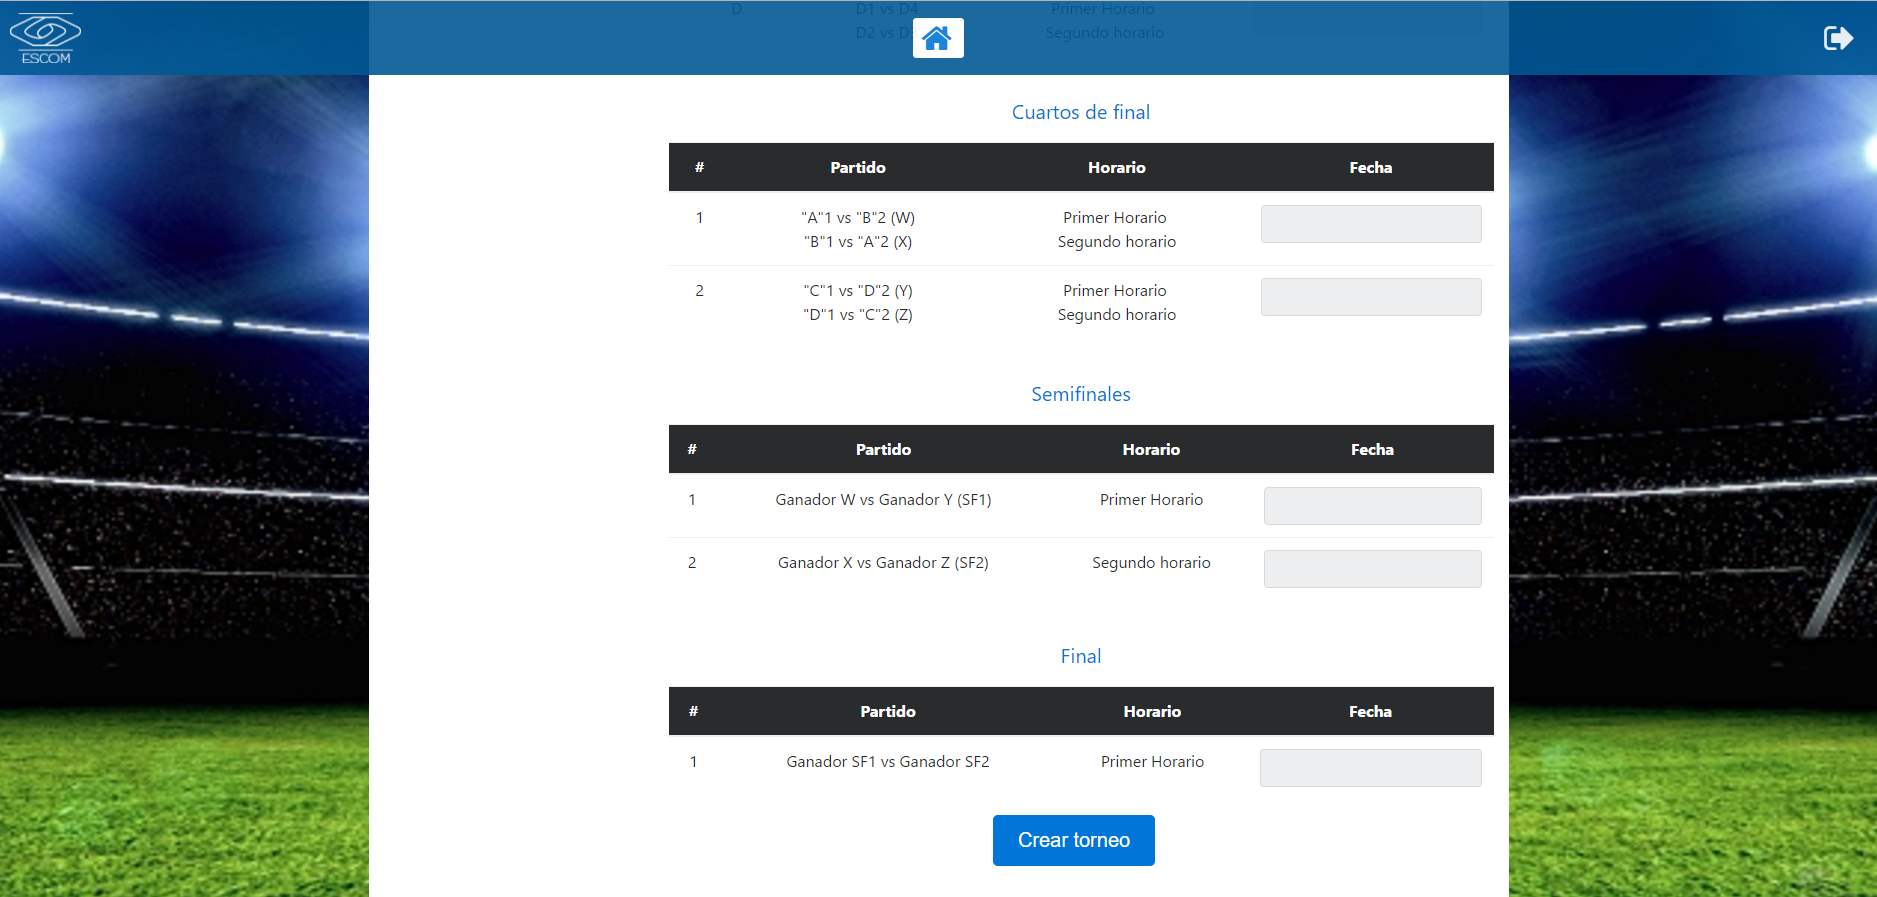 D D1 vs D4 Primer Horario
D2 vs Segundo horario
ESCOM
Cuartos de final
# Partido Horario Fecha
1 "A"1 vs "B"2 (W) Primer Horario
"B"1 vs "A"2 (X) Segundo horario
2 "C"1 vs "D"2 (Y) Primer Horario
"D"1 vs "C"2 (Z) Segundo horario
Semifinales
# Partido Horario Fecha
1 Ganador W vs Ganador Y (SF1) Primer Horario
2 Ganador X vs Ganador Z (SF2) Segundo horario
Final
# Partido Horario Fecha
1 Ganador SF1 vs Ganador SF2 Primer Horario
Crear torneo